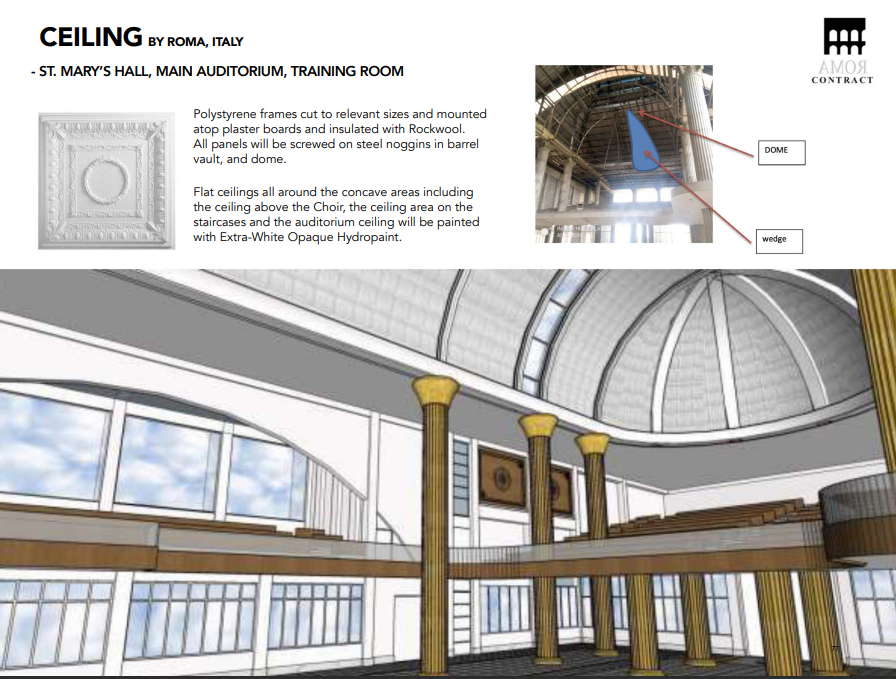 CEILING BY ROMA, ITALY
- ST. MARY'S HALL, MAIN AUDITORIUM, TRAINING ROOM
AMOЯ
CONTRACT
Polystyrene frames cut to relevant sizes and mounted
atop plaster boards and insulated with Rockwool.
All panels will be screwed on steel noggins in barrel
vault, and dome.
Flat ceilings all around the concave areas including
the ceiling above the Choir, the ceiling area on the
staircases and the auditorium ceiling will be painted
with Extra-White Opaque Hydropaint.
DOME
wedge
77